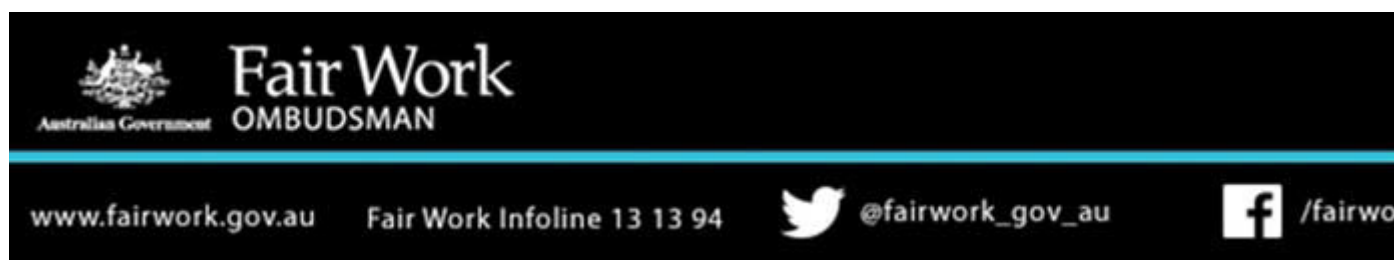 Fair Work
Australian Government OMBUDSMAN
www.fairwork.gov.au Fair Work Infoline 13 13 94 @fairwork_gov_au /fairwo